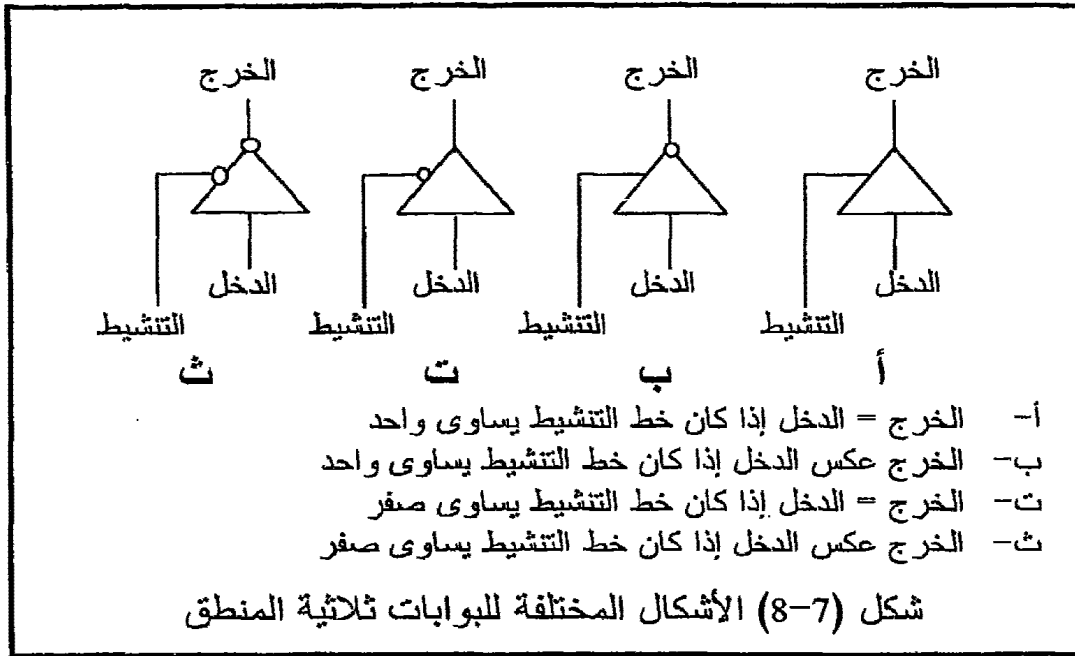 الخرج الخرج الخرج الخرج
الدخل الدخل الدخل الدخل
التنشيط التنشيط التنشيط التنشيط
أ ب ت ث
أ- الخرج = الدخل إذا كان خط التنشيط يساوى واحد
ب- الخرج عكس الدخل إذا كان خط التنشيط يساوى واحد
ت- الخرج = الدخل إذا كان خط التنشيط يساوى صفر
ث- الخرج عكس الدخل إذا كان خط التنشيط يساوى صفر
شكل (7-8) الأشكال المختلفة للبوابات ثلاثية المنطق